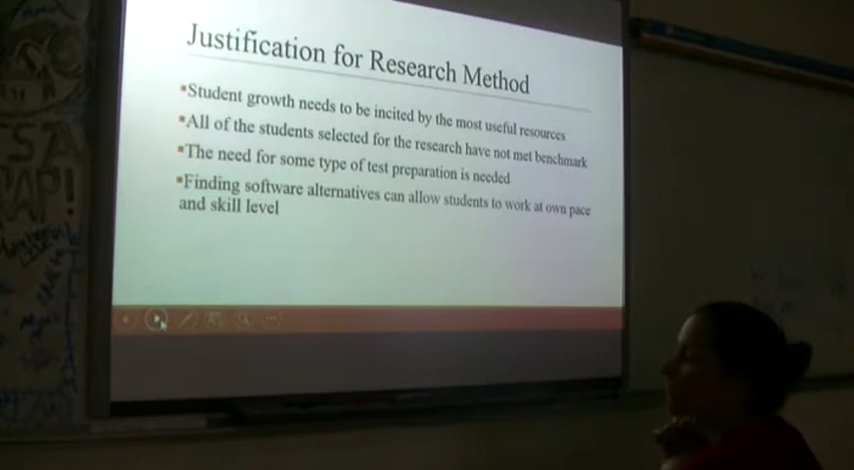 Justification for Research Method
▪Student growth needs to be incited by the most useful resources
▪All of the students selected for the research have not met benchmark
▪The need for some type of test preparation is needed
▪Finding software alternatives can allow students to work at own pace
and skill level